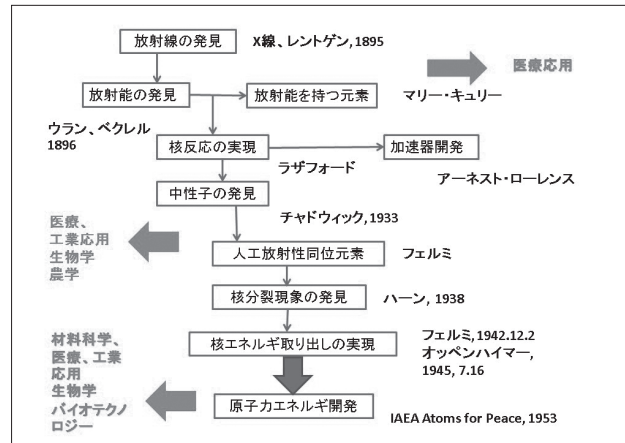 放射線の発見
X線、レントゲン,1895
医療応用
放射能の発見
放射能を持つ元素
マリー・キュリー
ウラン、ベクレル
1896
核反応の実現
加速器開発
ラザフォード
アーネスト・ローレンス
中性子の発見
チャドウィック,1933
医療、
工業応用
生物学
農学
人工放射性同位元素
フェルミ
核分裂現象の発見
ハーン, 1938
核エネルギ取り出しの実現
フェルミ,1942.12.2
オッペンハイマー,
1945, 7.16
材料科学、
医療、工業
応用
生物学
バイオテクノ
ロジー
原子力エネルギ開発
IAEA Atoms for Peace, 1953